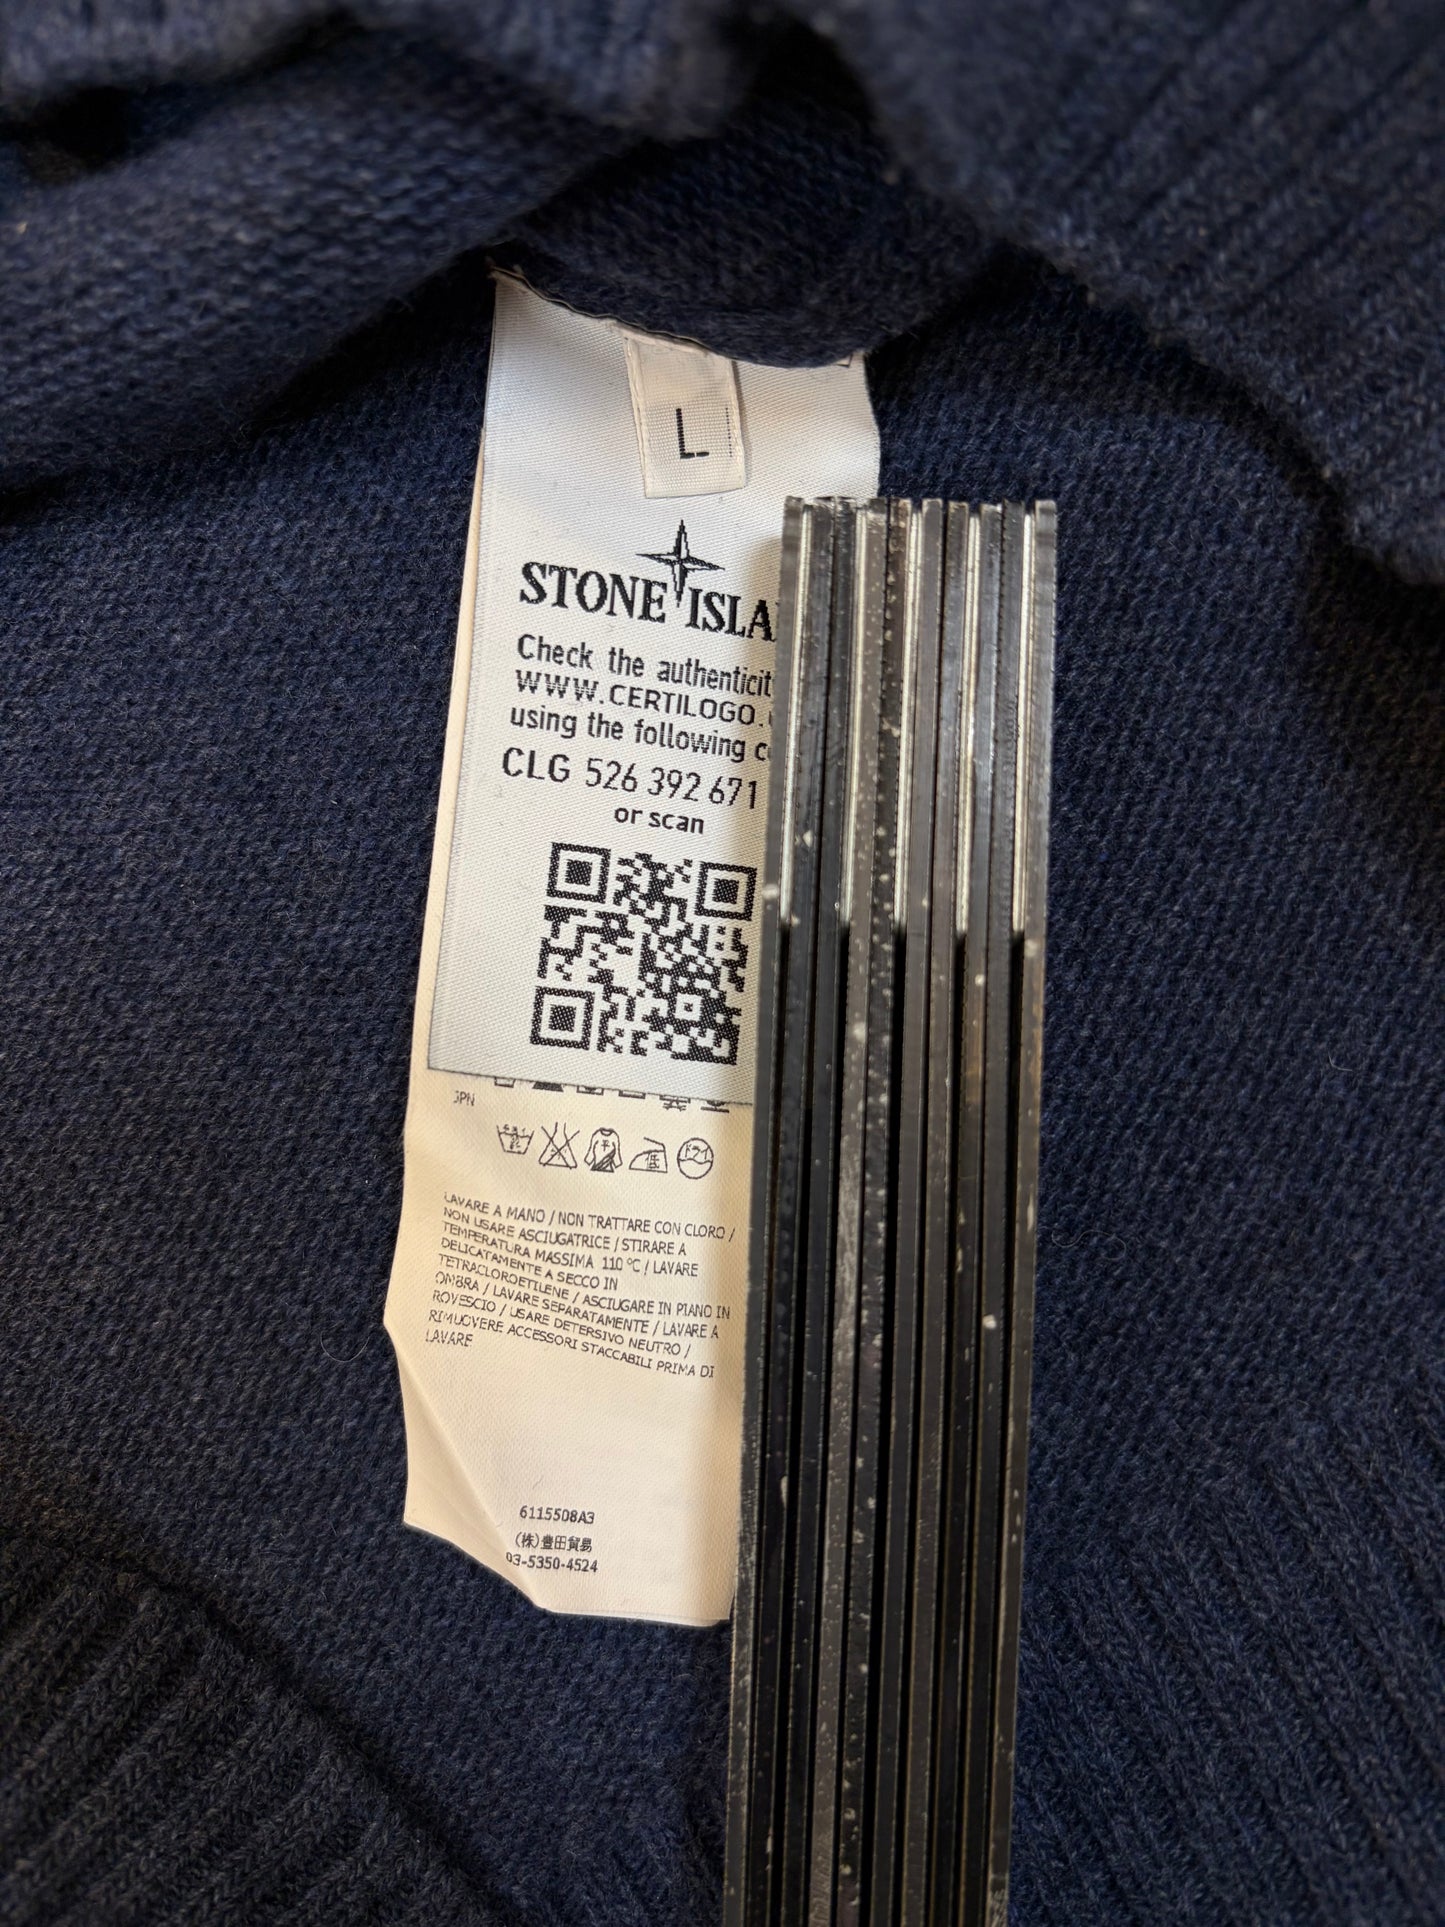 L
STONE ISLA
Check the authenticit
WWW.CERTILOGO.
using the following c
CLG 526 392 671
or scan
JPN
LAVARE A MANO / NON TRATTARE CON CLORO /
NON USARE ASCIUGATRICE / STIRARE A
TEMPERATURA MASSIMA 110 °C / LAVARE
DELICATAMENTE A SECCO IN
TETRACLOROETILENE / ASCIUGARE IN PIANO IN
OMBRA / LAVARE SEPARATAMENTE / LAVARE A
ROVESCIO / USARE DETERSIVO NEUTRO /
RIMUOVERE ACCESSORI STACCABILI PRIMA DI
LAVARE
6115508A3
(株)豊田貿易
03-5350-4524